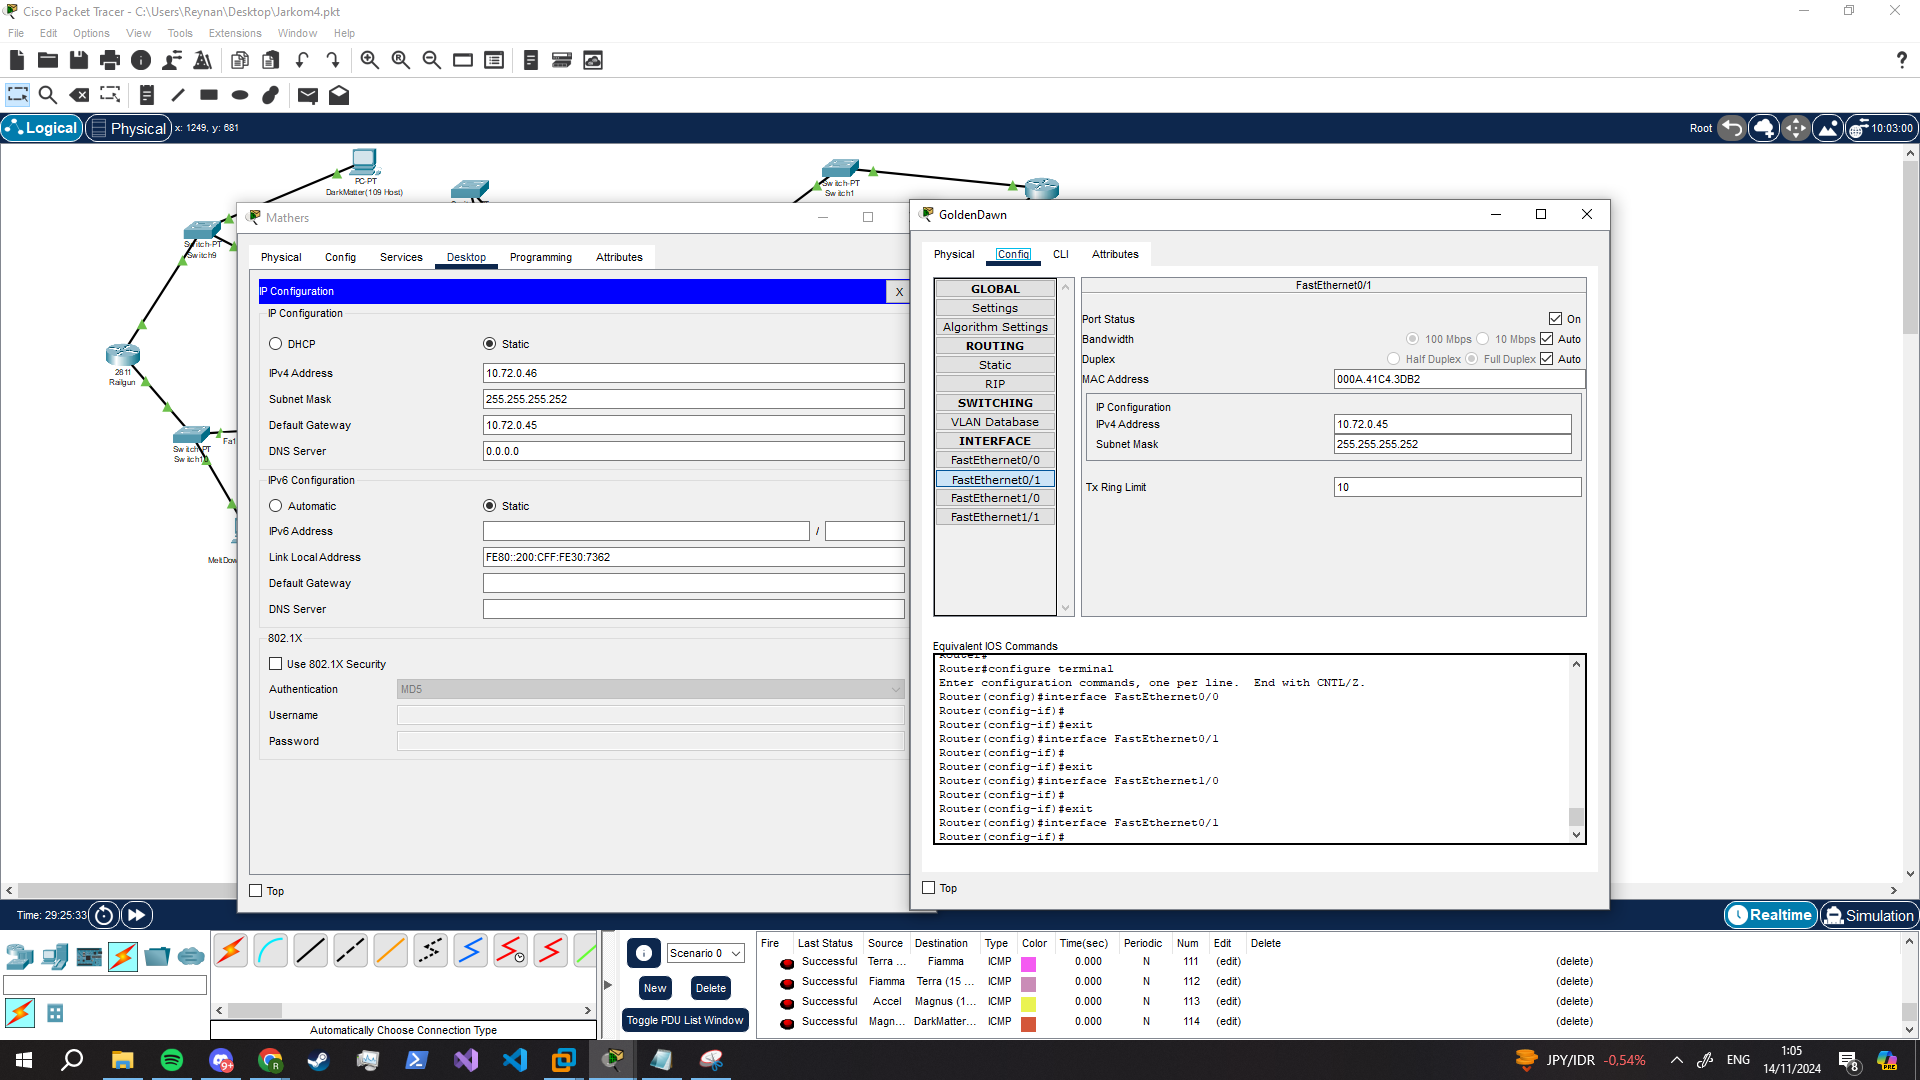 Cisco Packet Tracer - C:\Users\Reynan\Desktop\Jarkom4.pkt
File Edit Options View Tools Extensions Window Help
Logical Physical x: 1249, y: 681 Root 10:03:00
PC-PT
DarkMatter(109 Host)
Switch-PT
Switch1
Switch-PT
Switch9
2811
Railgun
Switch-PT
Fa1
MeltDow
Mathers
Physical Config Services Desktop Programming Attributes
IP Configuration X
IP Configuration
DHCP Static
IPv4 Address 10.72.0.46
Subnet Mask 255.255.255.252
Default Gateway 10.72.0.45
DNS Server 0.0.0.0
IPv6 Configuration
Automatic Static
IPv6 Address /
Link Local Address FE80::200:CFF:FE30:7362
Default Gateway
DNS Server
802.1X
Use 802.1X Security
Authentication MD5
Username
Password
Top
GoldenDawn
Physical Config CLI Attributes
GLOBAL
Settings
Algorithm Settings
ROUTING
Static
RIP
SWITCHING
VLAN Database
INTERFACE
FastEthernet0/0
FastEthernet0/1
FastEthernet1/0
FastEthernet1/1
FastEthernet0/1
Port Status On
Bandwidth 100 Mbps 10 Mbps Auto
Duplex Half Duplex Full Duplex Auto
MAC Address 000A.41C4.3DB2
IP Configuration
IPv4 Address 10.72.0.45
Subnet Mask 255.255.255.252
Tx Ring Limit 10
Equivalent IOS Commands
Router#
Router#configure terminal
Enter configuration commands, one per line. End with CNTL/Z.
Router(config)#interface FastEthernet0/0
Router(config-if)#
Router(config-if)#exit
Router(config)#interface FastEthernet0/1
Router(config-if)#
Router(config-if)#exit
Router(config)#interface FastEthernet1/0
Router(config-if)#
Router(config-if)#exit
Router(config)#interface FastEthernet0/1
Router(config-if)#
Top
Time: 29:25:33 Realtime Simulation
Scenario 0
New Delete
Toggle PDU List Window
Automatically Choose Connection Type
Fire Last Status Source Destination Type Color Time(sec) Periodic Num Edit Delete
Successful Terra ... Fiamma ICMP 0.000 N 111 (edit) (delete)
Successful Fiamma Terra (15 ... ICMP 0.000 N 112 (edit) (delete)
Successful Accel Magnus (1... ICMP 0.000 N 113 (edit) (delete)
Successful Magn... DarkMatter... ICMP 0.000 N 114 (edit) (delete)
JPY/IDR -0,54% ENG 1:05
14/11/2024 8